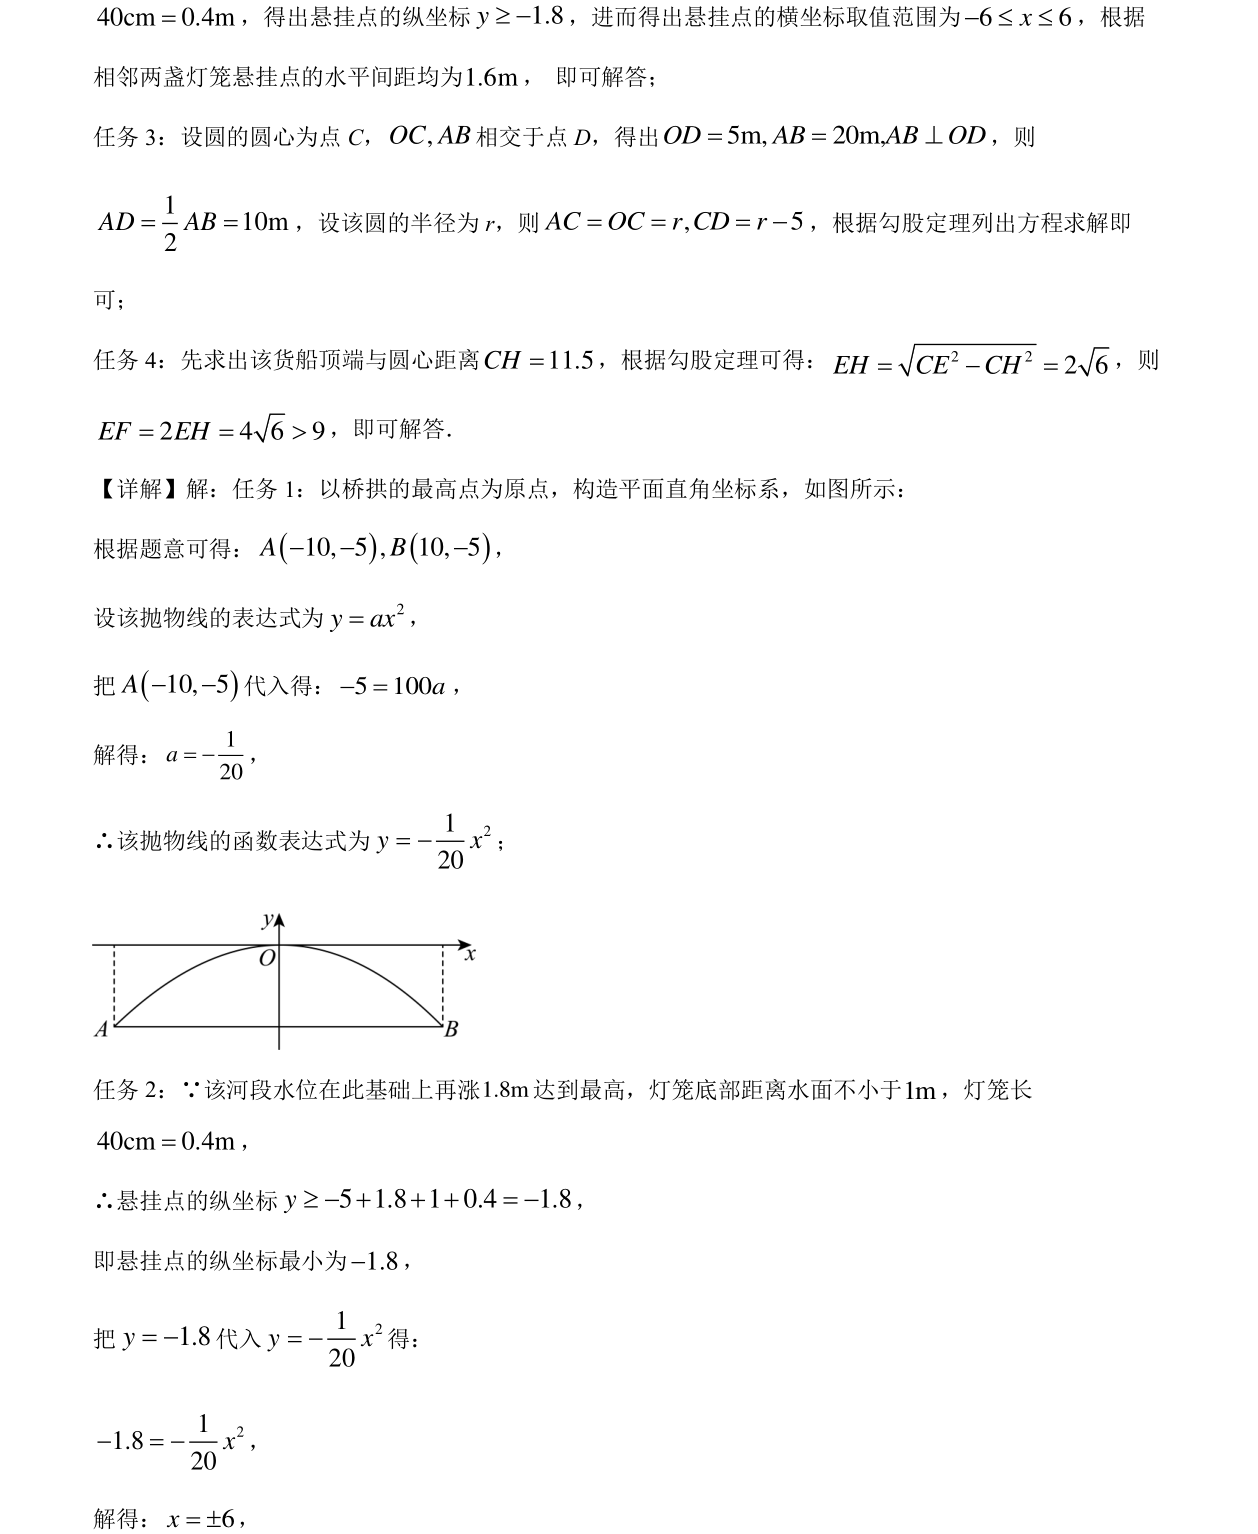 40cm = 0.4m，得出悬挂点的纵坐标 y ≥ −1.8，进而得出悬挂点的横坐标取值范围为 −6 ≤ x ≤ 6，根据
相邻两盏灯笼悬挂点的水平间距均为1.6m， 即可解答；
任务 3：设圆的圆心为点 C，OC, AB 相交于点 D，得出 OD = 5m, AB = 20m,AB ⊥ OD，则
AD = 1/2 AB = 10m，设该圆的半径为 r，则 AC = OC = r, CD = r − 5，根据勾股定理列出方程求解即
可；
任务 4：先求出该货船顶端与圆心距离 CH = 11.5，根据勾股定理可得：EH = √(CE² − CH²) = 2√6，则
EF = 2EH = 4√6 > 9，即可解答．
【详解】解：任务 1：以桥拱的最高点为原点，构造平面直角坐标系，如图所示：
根据题意可得：A(−10,−5), B(10,−5)，
设该抛物线的表达式为 y = ax²，
把 A(−10,−5) 代入得：−5 = 100a，
解得：a = −1/20，
∴该抛物线的函数表达式为 y = −1/20 x²；
y
O
x
A
B
任务 2：∵该河段水位在此基础上再涨1.8m 达到最高，灯笼底部距离水面不小于1m，灯笼长
40cm = 0.4m，
∴悬挂点的纵坐标 y ≥ −5 + 1.8 + 1 + 0.4 = −1.8，
即悬挂点的纵坐标最小为 −1.8，
把 y = −1.8 代入 y = −1/20 x² 得：
−1.8 = −1/20 x²，
解得：x = ±6，